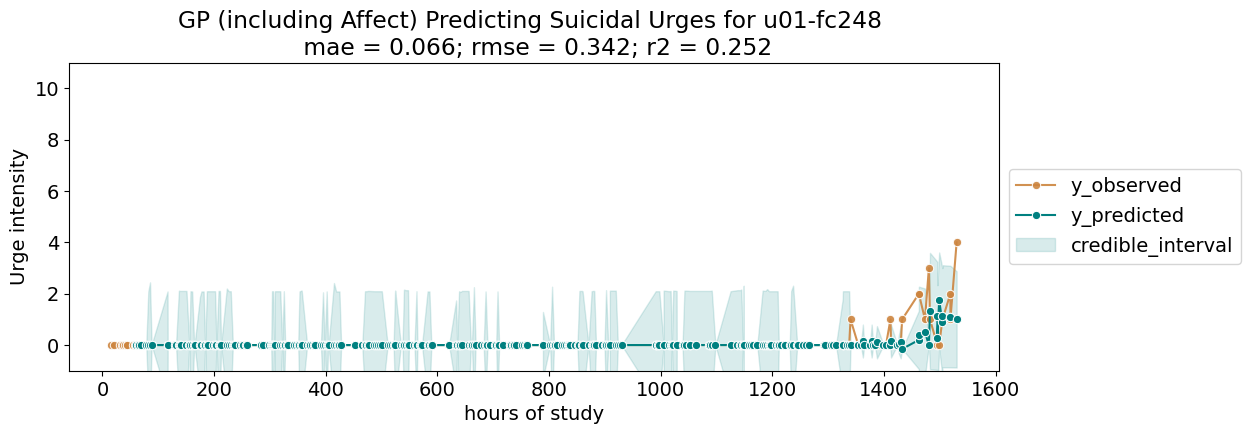 GP (including Affect) Predicting Suicidal Urges for u01-fc248
mae = 0.066; rmse = 0.342; r2 = 0.252
Urge intensity
10
8
6
4
2
0
0 200 400 600 800 1000 1200 1400 1600
hours of study
y_observed
y_predicted
credible_interval